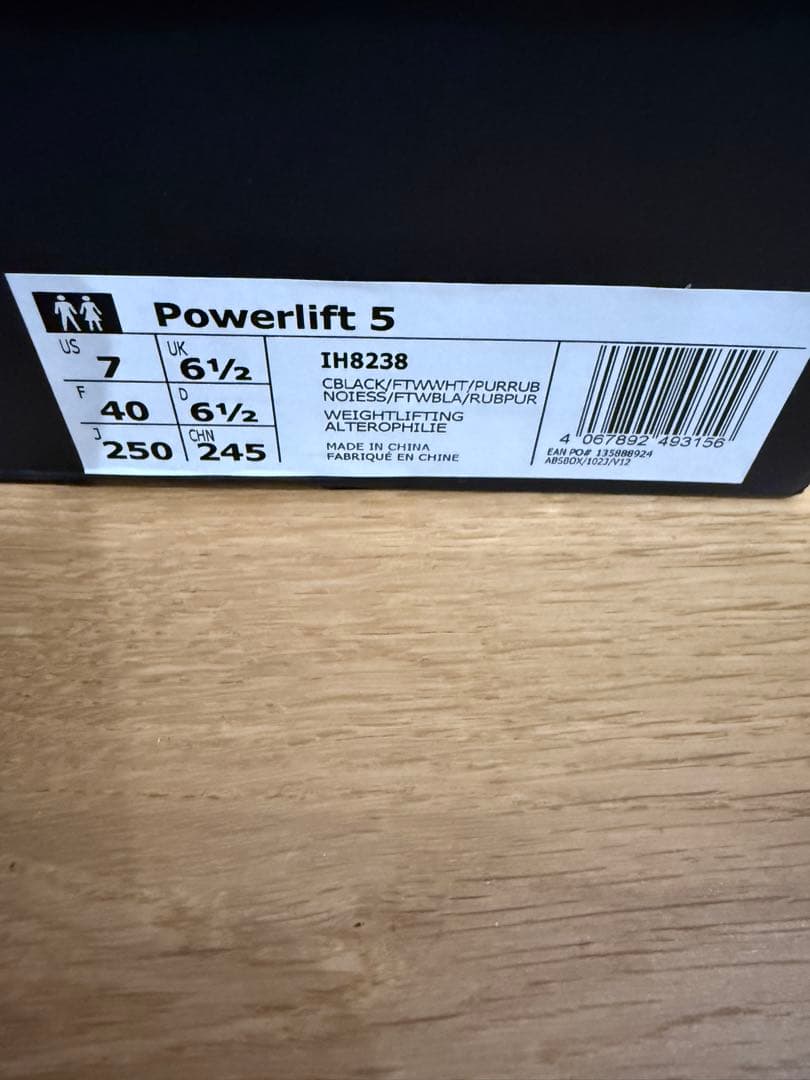 Powerlift 5
US 7 UK 6½
F 40 D 6½
J 250 CHN 245
IH8238
CBLACK/FTWWHT/PURRUB
NOIESS/FTWBLA/RUBPUR
WEIGHTLIFTING
ALTEROPHILIE
MADE IN CHINA
FABRIQUÉ EN CHINE
4 067892 493156
EAN PO# 135888924
ABSBOX/1023/V12